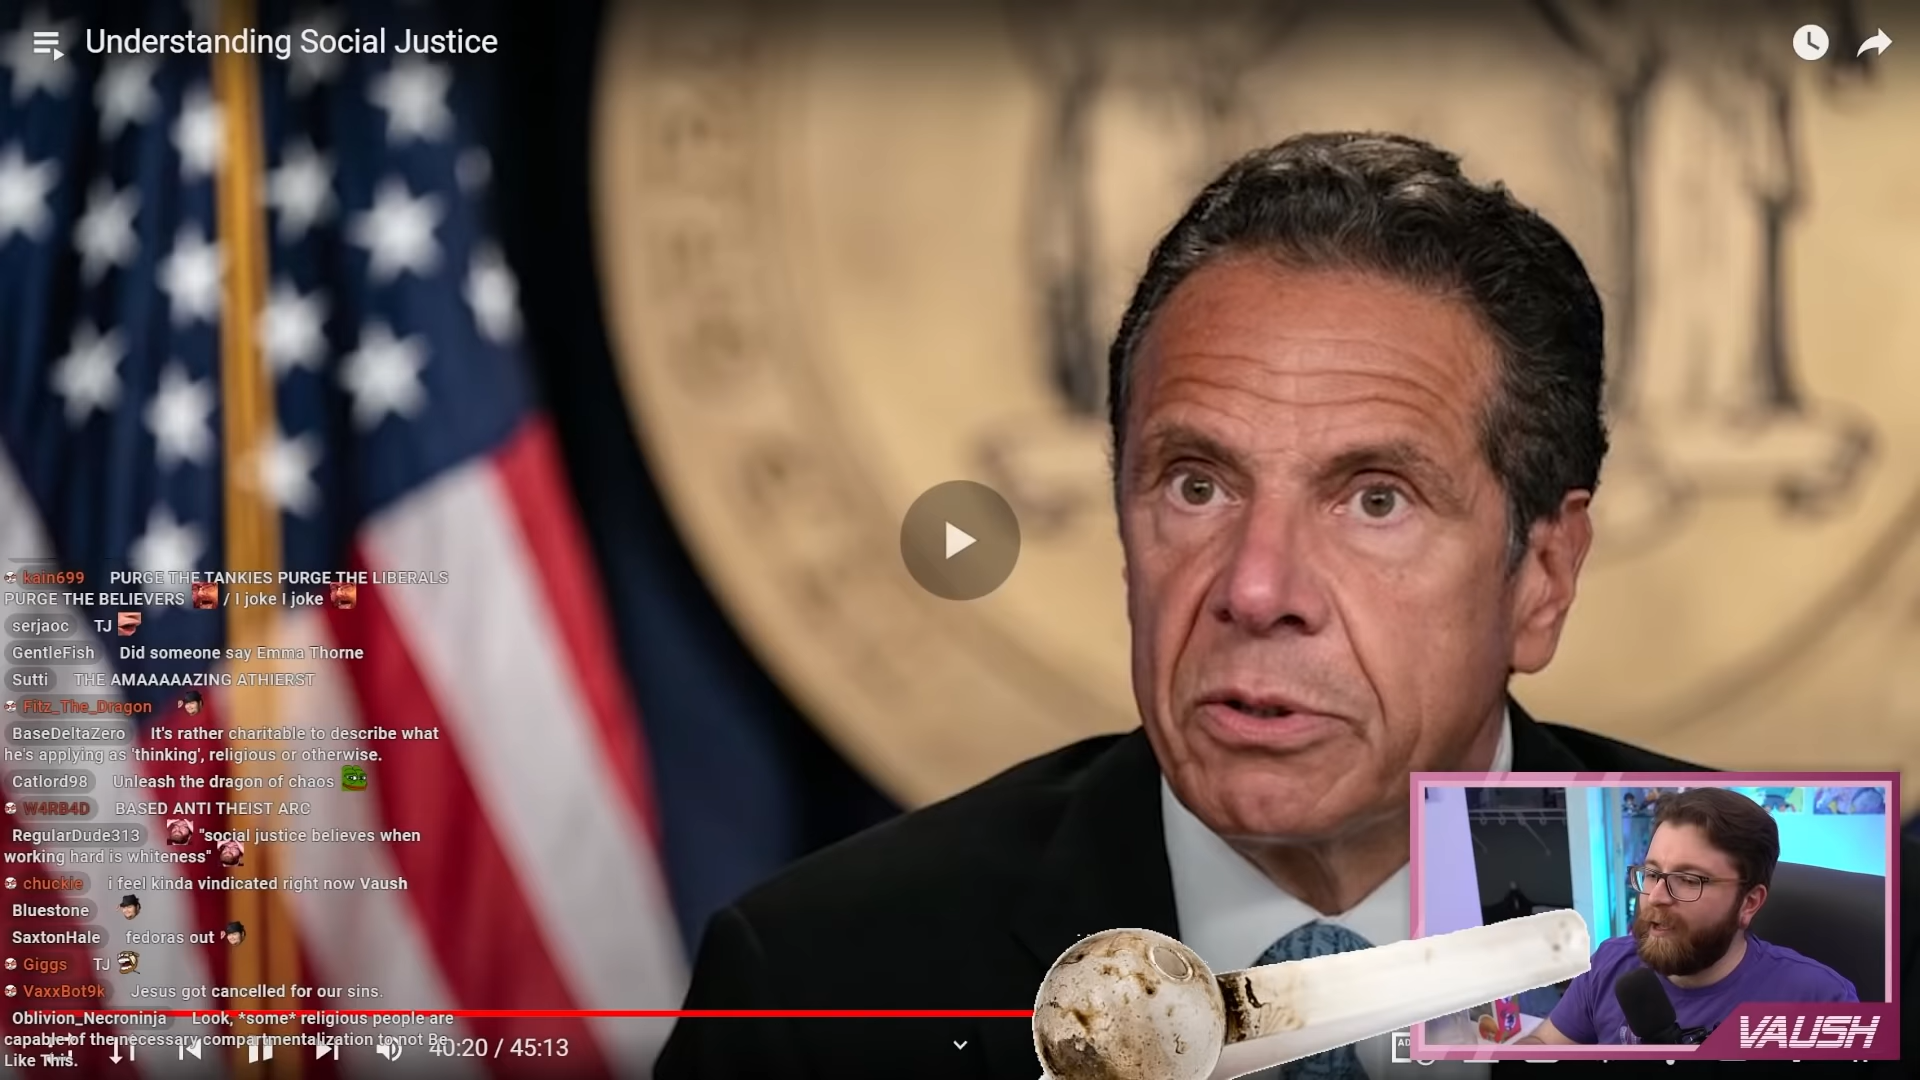 Understanding Social Justice
kain699 PURGE THE TANKIES PURGE THE LIBERALS
PURGE THE BELIEVERS / I joke I joke
serjaoc TJ
GentleFish Did someone say Emma Thorne
Sutti THE AMAAAAAZING ATHIERST
Fitz_The_Dragon
BaseDeltaZero It's rather charitable to describe what
he's applying as 'thinking', religious or otherwise.
Catlord98 Unleash the dragon of chaos
W4RB4D BASED ANTI THEIST ARC
RegularDude313 "social justice believes when
working hard is whiteness"
chuckie i feel kinda vindicated right now Vaush
Bluestone
SaxtonHale fedoras out
Giggs TJ
VaxxBot9k Jesus got cancelled for our sins.
Oblivion_Necroninja Look, *some* religious people are
capable of the necessary compartmentalization to not Be
Like This.
40:20 / 45:13
VAUSH